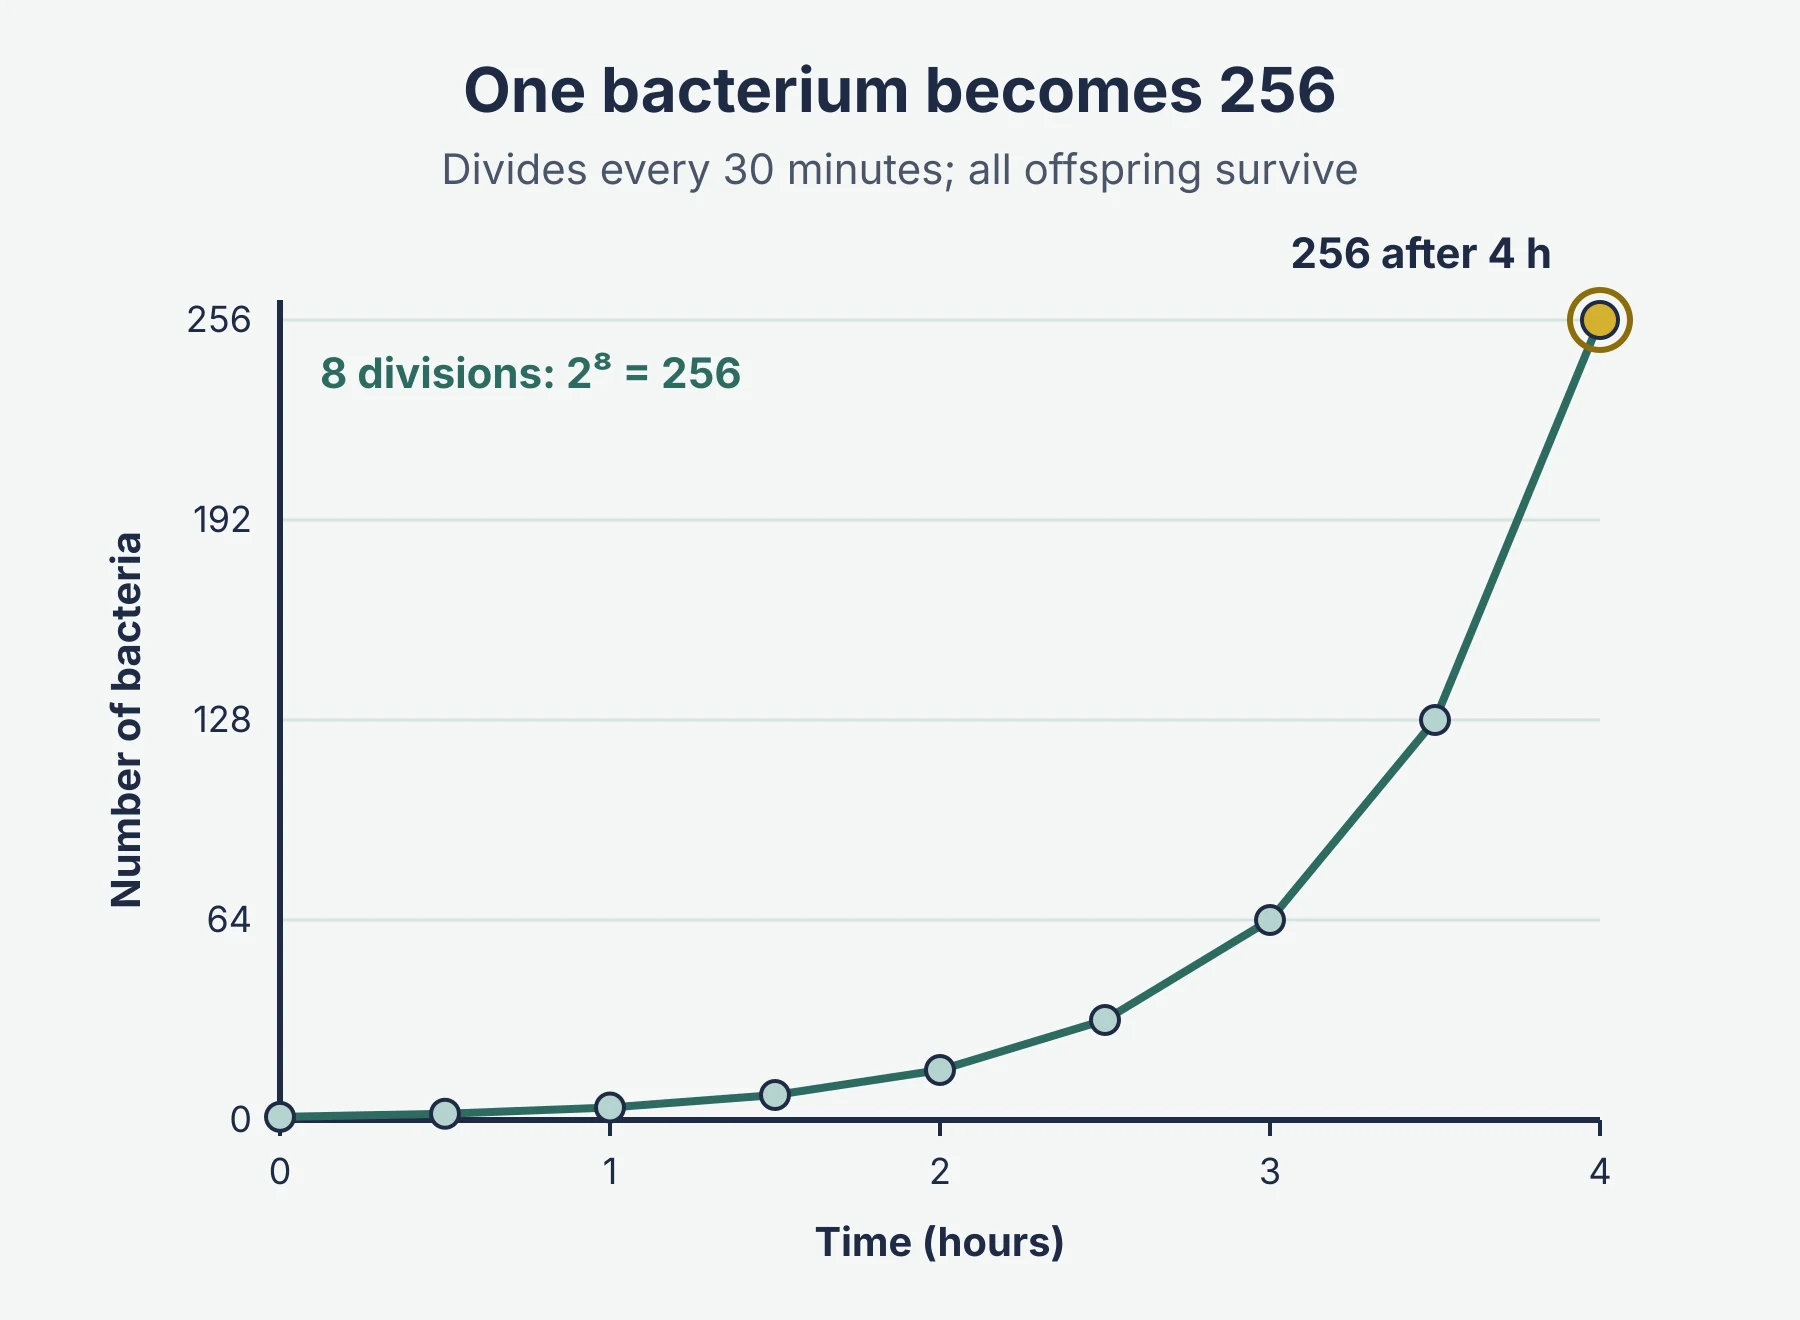 One bacterium becomes 256
Divides every 30 minutes; all offspring survive
256 after 4 h
256
8 divisions: 2⁸ = 256
192
128
64
0
Number of bacteria
0 1 2 3 4
Time (hours)